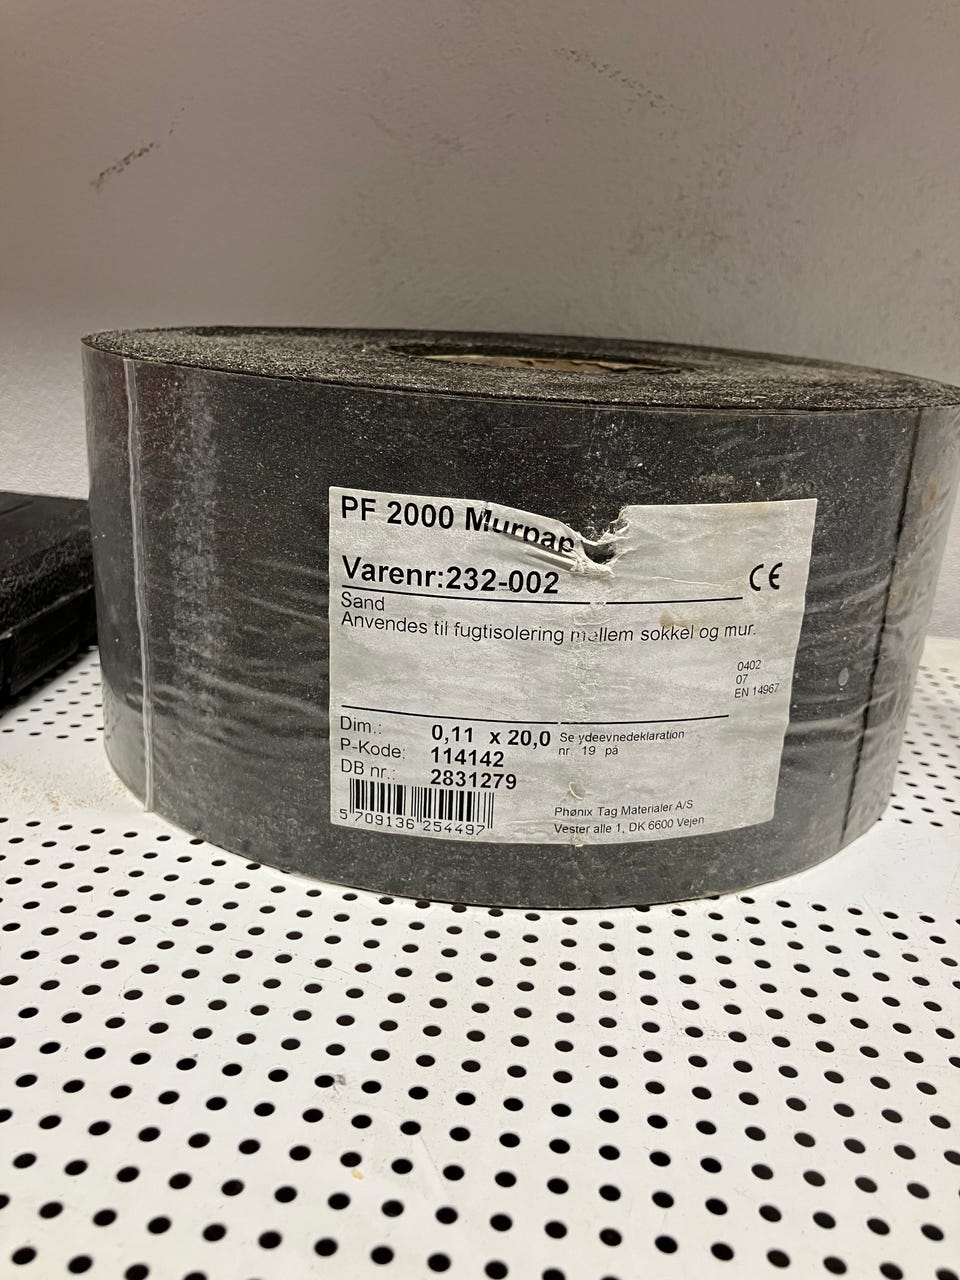 PF 2000 Murpap
Varenr:232-002
CE
Sand
Anvendes til fugtisolering mellem sokkel og mur.
0402
07
EN 14967
Dim.: 0,11 x 20,0
P-Kode: 114142
DB nr.: 2831279
Se ydeevnedeklaration
nr. 19 på
5 709136 254497
Phønix Tag Materialer A/S
Vester alle 1, DK 6600 Vejen